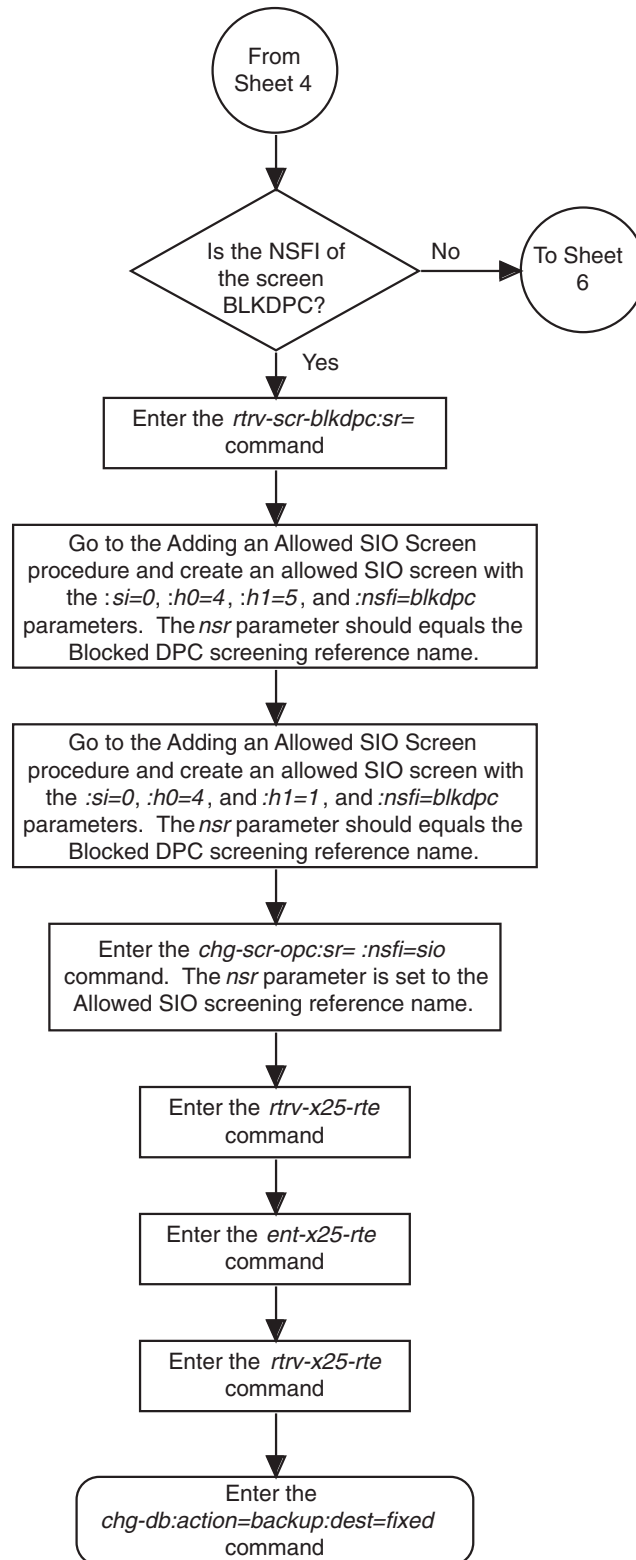 From
Sheet 4
Is the NSFI of
the screen
BLKDPC?
No
To Sheet
6
Yes
Enter the rtrv-scr-blkdpc:sr=
command
Go to the Adding an Allowed SIO Screen
procedure and create an allowed SIO screen with
the :si=0, :h0=4, :h1=5, and :nsfi=blkdpc
parameters. The nsr parameter should equals the
Blocked DPC screening reference name.
Go to the Adding an Allowed SIO Screen
procedure and create an allowed SIO screen with
the :si=0, :h0=4, and :h1=1, and :nsfi=blkdpc
parameters. The nsr parameter should equals the
Blocked DPC screening reference name.
Enter the chg-scr-opc:sr= :nsfi=sio
command. The nsr parameter is set to the
Allowed SIO screening reference name.
Enter the rtrv-x25-rte
command
Enter the ent-x25-rte
command
Enter the rtrv-x25-rte
command
Enter the
chg-db:action=backup:dest=fixed
command